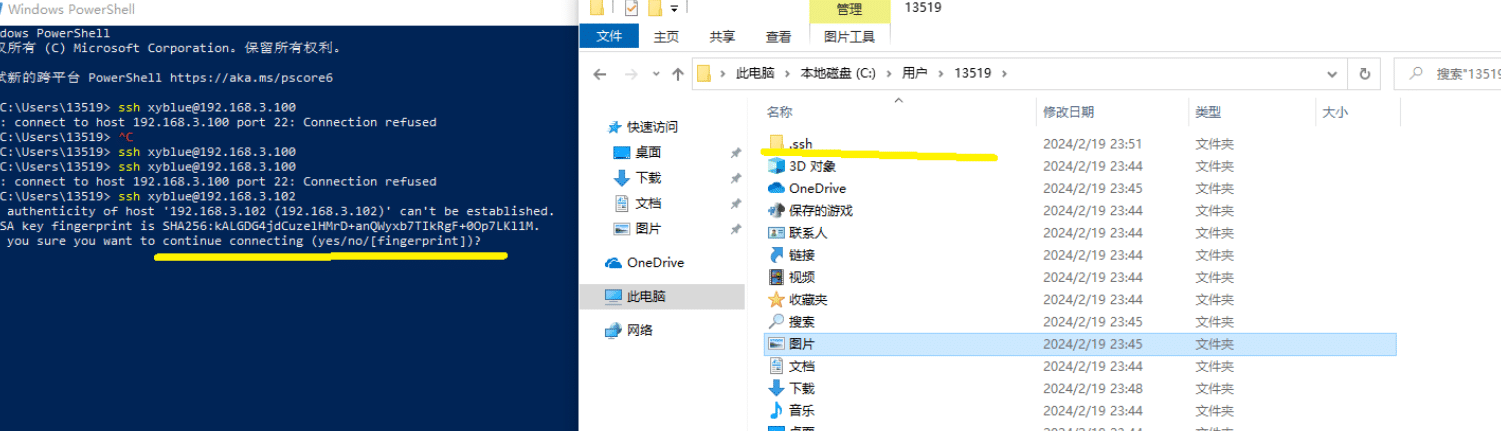 Windows PowerShell
dows PowerShell
所有 (C) Microsoft Corporation。保留所有权利。
试新的跨平台 PowerShell https://aka.ms/pscore6
C:\Users\13519> ssh xyblue@192.168.3.100
: connect to host 192.168.3.100 port 22: Connection refused
C:\Users\13519> ^C
C:\Users\13519> ssh xyblue@192.168.3.100
C:\Users\13519> ssh xyblue@192.168.3.100
: connect to host 192.168.3.100 port 22: Connection refused
C:\Users\13519> ssh xyblue@192.168.3.102
authenticity of host '192.168.3.102 (192.168.3.102)' can't be established.
SA key fingerprint is SHA256:kALGDG4jdCuzelHMrD+anQWyxb7TIkRgF+0Op7LK11M.
you sure you want to continue connecting (yes/no/[fingerprint])?
管理
13519
文件
主页
共享
查看
图片工具
此电脑 › 本地磁盘 (C:) › 用户 › 13519 ›
搜索"13519
快速访问
桌面
下载
文档
图片
OneDrive
此电脑
网络
名称 修改日期 类型 大小
.ssh 2024/2/19 23:51 文件夹
3D 对象 2024/2/19 23:44 文件夹
OneDrive 2024/2/19 23:45 文件夹
保存的游戏 2024/2/19 23:44 文件夹
联系人 2024/2/19 23:44 文件夹
链接 2024/2/19 23:44 文件夹
视频 2024/2/19 23:44 文件夹
收藏夹 2024/2/19 23:44 文件夹
搜索 2024/2/19 23:45 文件夹
图片 2024/2/19 23:45 文件夹
文档 2024/2/19 23:44 文件夹
下载 2024/2/19 23:48 文件夹
音乐 2024/2/19 23:44 文件夹